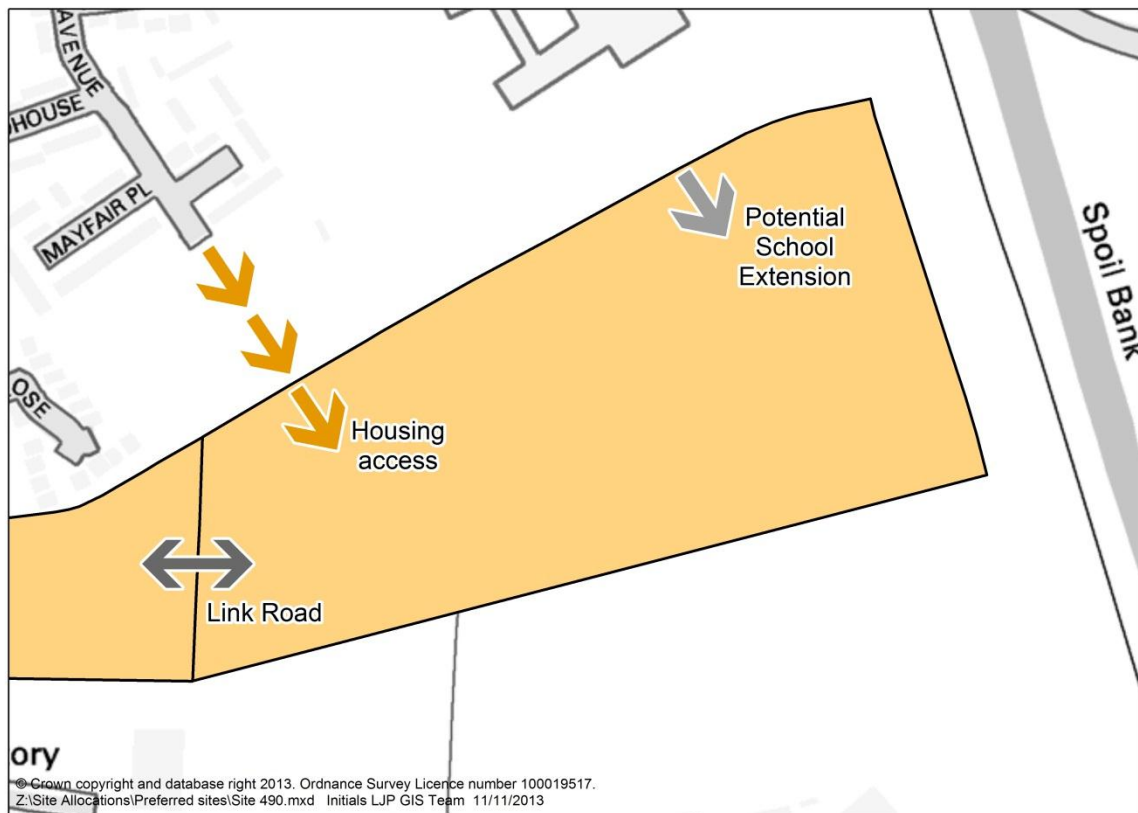 AVENUE
DHOUSE
MAYFAIR PL
Potential
School
Extension
Spoil Bank
OSE
Housing
access
Link Road
ory
© Crown copyright and database right 2013. Ordnance Survey Licence number 100019517.
Z:\Site Allocations\Preferred sites\Site 490.mxd Initials LJP GIS Team 11/11/2013